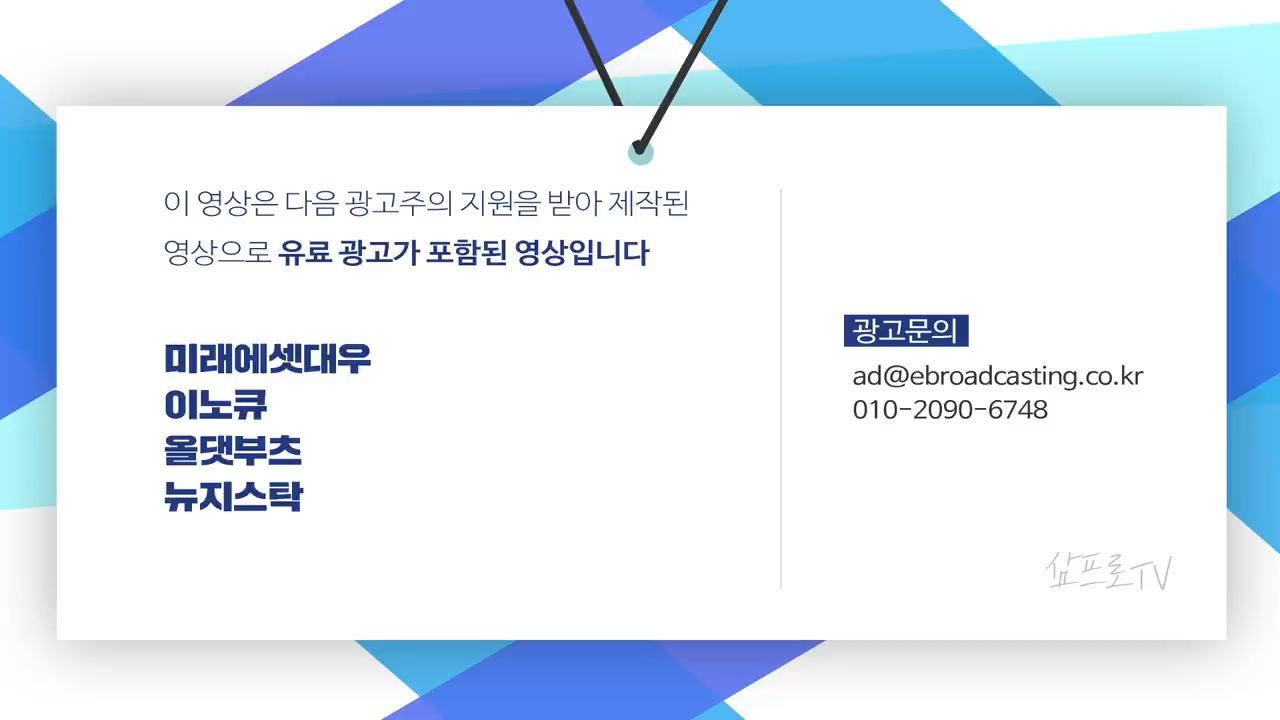 이 영상은 다음 광고주의 지원을 받아 제작된
영상으로 유료 광고가 포함된 영상입니다
미래에셋대우
이노큐
올댓부츠
뉴지스탁
광고문의
ad@ebroadcasting.co.kr
010-2090-6748
삼프로TV